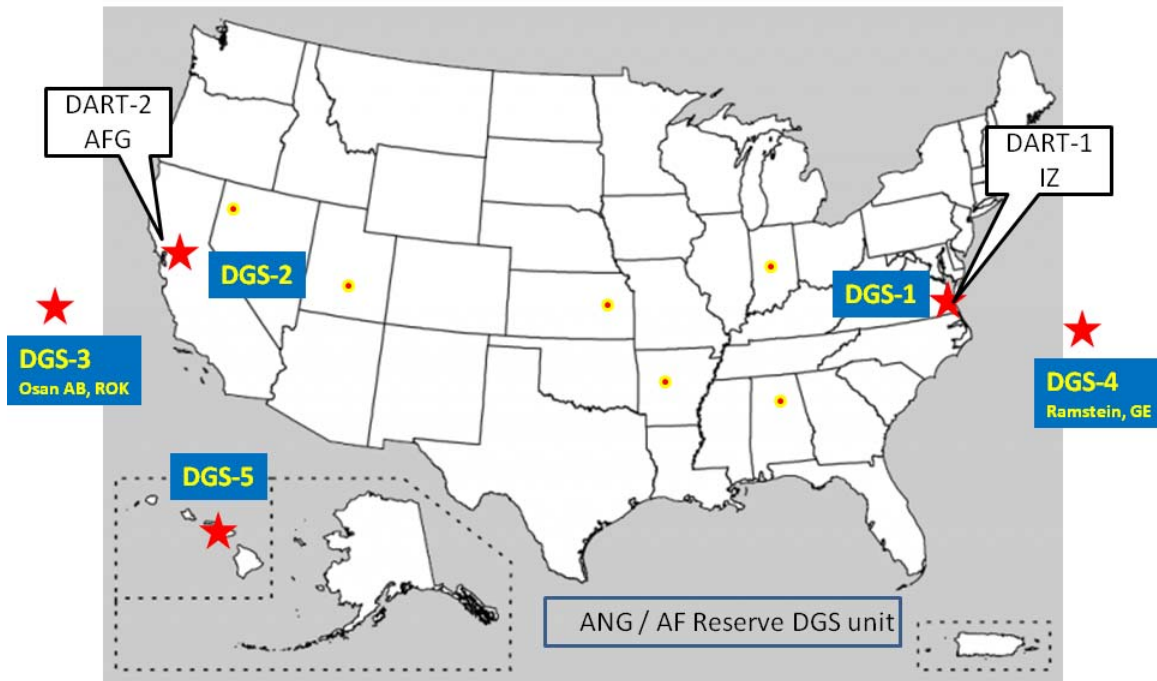 DART-2
AFG
DART-1
IZ
DGS-2
DGS-1
DGS-3
Osan AB, ROK
DGS-4
Ramstein, GE
DGS-5
ANG / AF Reserve DGS unit